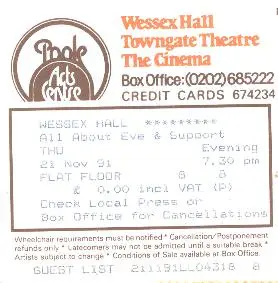 Poole
Arts
Centre
Wessex Hall
Towngate Theatre
The Cinema
Box Office: (0202) 685222
CREDIT CARDS 674234
WESSEX HALL *********
All About Eve & Support
THU Evening
21 Nov 91 7.30 pm
FLAT FLOOR 8 8
£ 0.00 incl VAT (P)
Check Local Press or
Box Office for Cancellations
Wheelchair requirements must be notified * Cancellation/Postponement
refunds only * Latecomers may not be admitted until a suitable break *
Artists subject to change * Conditions of Sale available at Box Office.
GUEST LIST 211191LL04318 8